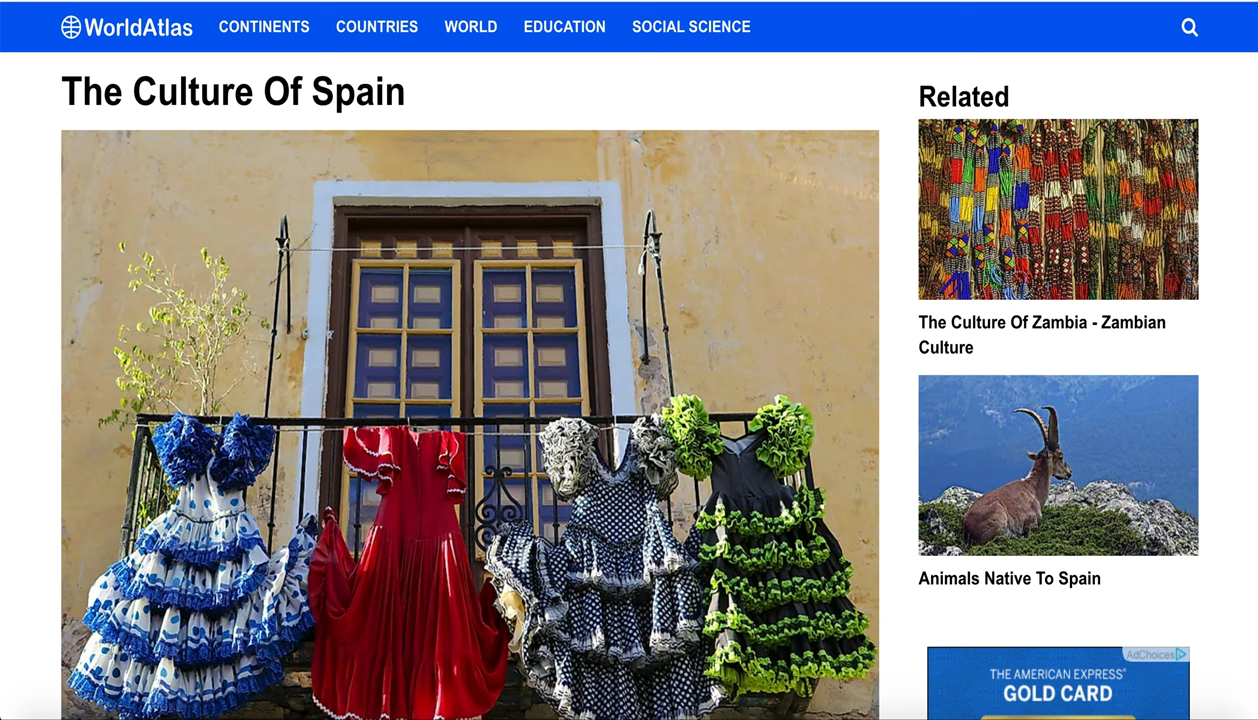 WorldAtlas CONTINENTS COUNTRIES WORLD EDUCATION SOCIAL SCIENCE
The Culture Of Spain
Related
The Culture Of Zambia - Zambian
Culture
Animals Native To Spain
AdChoices
THE AMERICAN EXPRESS®
GOLD CARD